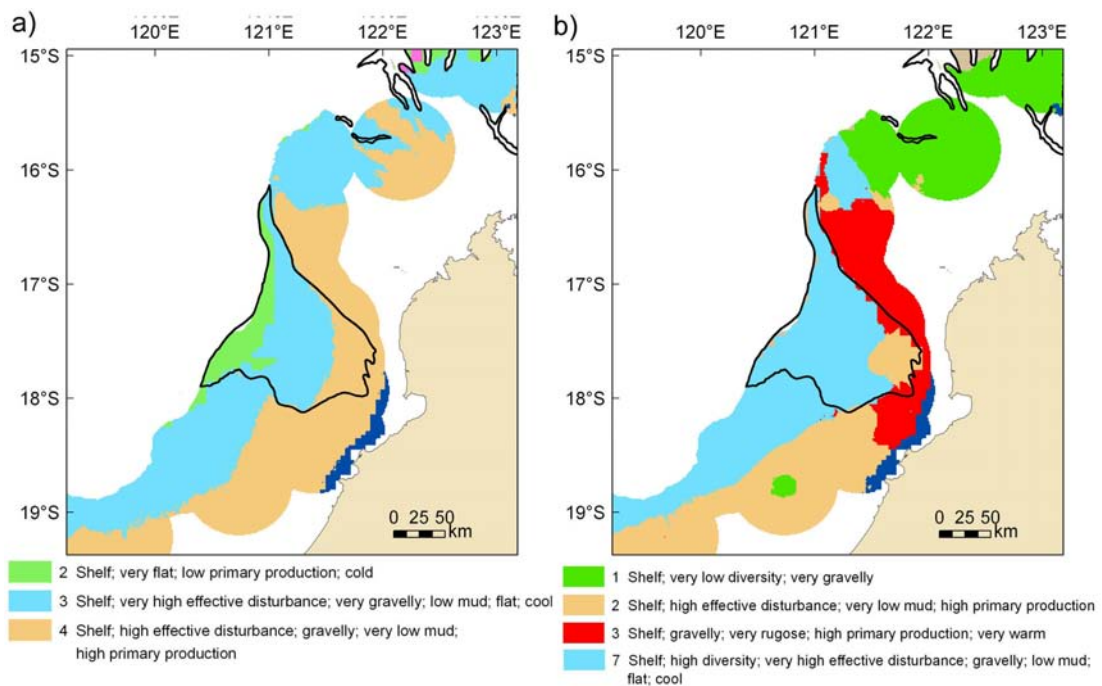 a)
120°E 121°E 122°E 123°E
15°S
16°S
17°S
18°S
19°S
0 25 50
km
2 Shelf; very flat; low primary production; cold
3 Shelf; very high effective disturbance; very gravelly; low mud; flat; cool
4 Shelf; high effective disturbance; gravelly; very low mud;
high primary production
b)
120°E 121°E 122°E 123°E
15°S
16°S
17°S
18°S
19°S
0 25 50
km
1 Shelf; very low diversity; very gravelly
2 Shelf; high effective disturbance; very low mud; high primary production
3 Shelf; gravelly; very rugose; high primary production; very warm
7 Shelf; high diversity; very high effective disturbance; gravelly; low mud;
flat; cool